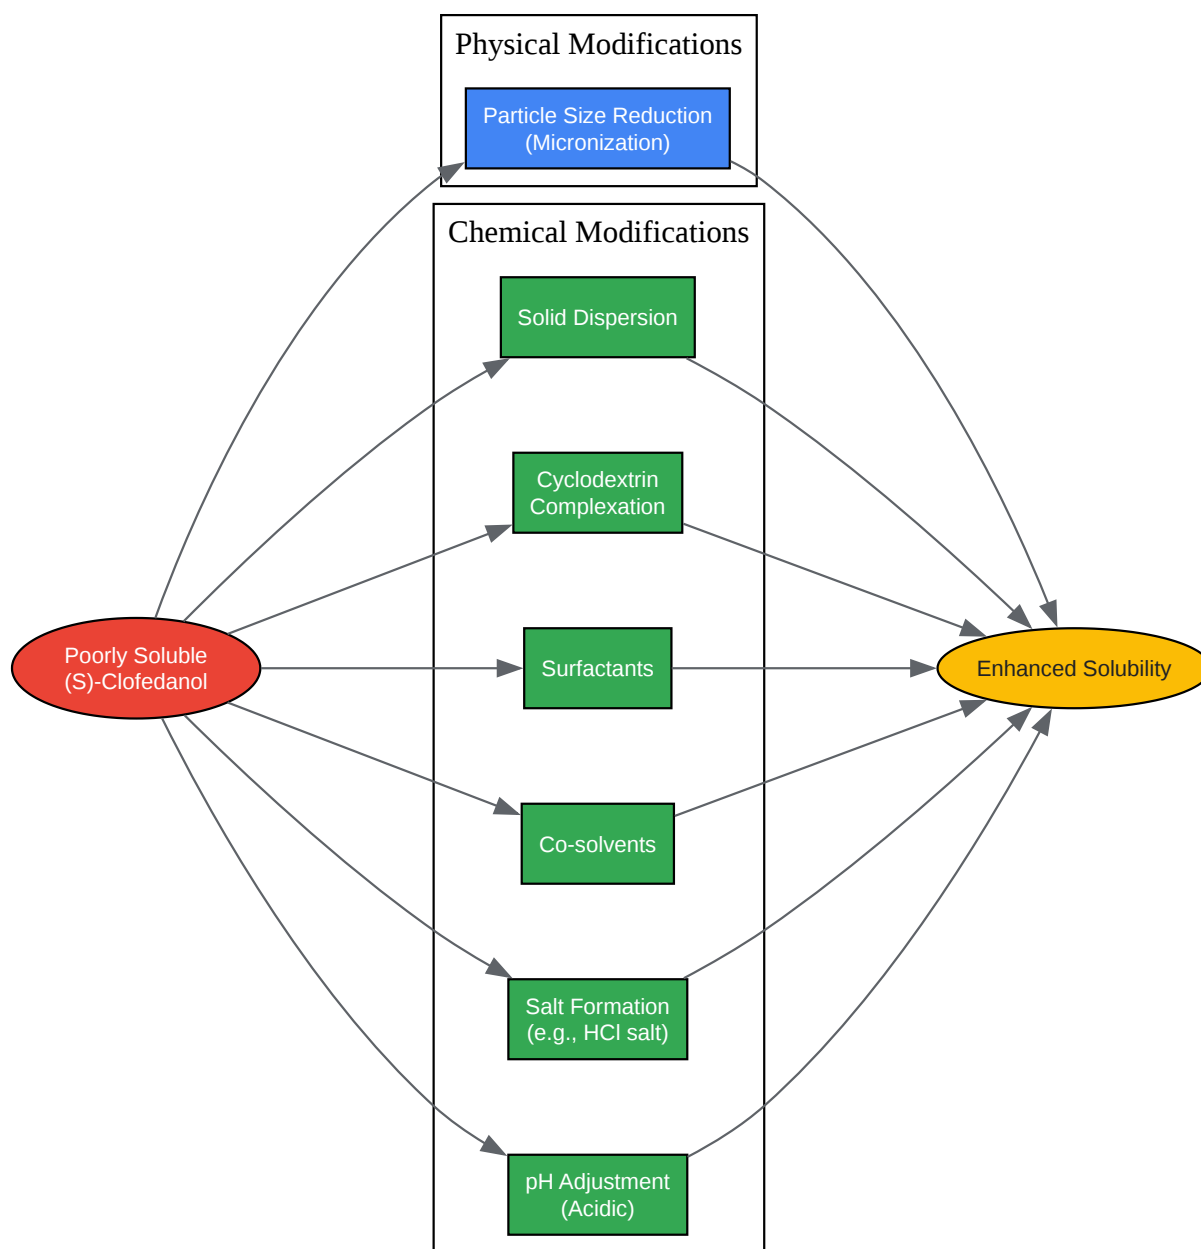 Physical Modifications
Particle Size Reduction
(Micronization)
Chemical Modifications
Solid Dispersion
Cyclodextrin
Complexation
Poorly Soluble
(S)-Clofedanol
Surfactants
Enhanced Solubility
Co-solvents
Salt Formation
(e.g., HCl salt)
pH Adjustment
(Acidic)